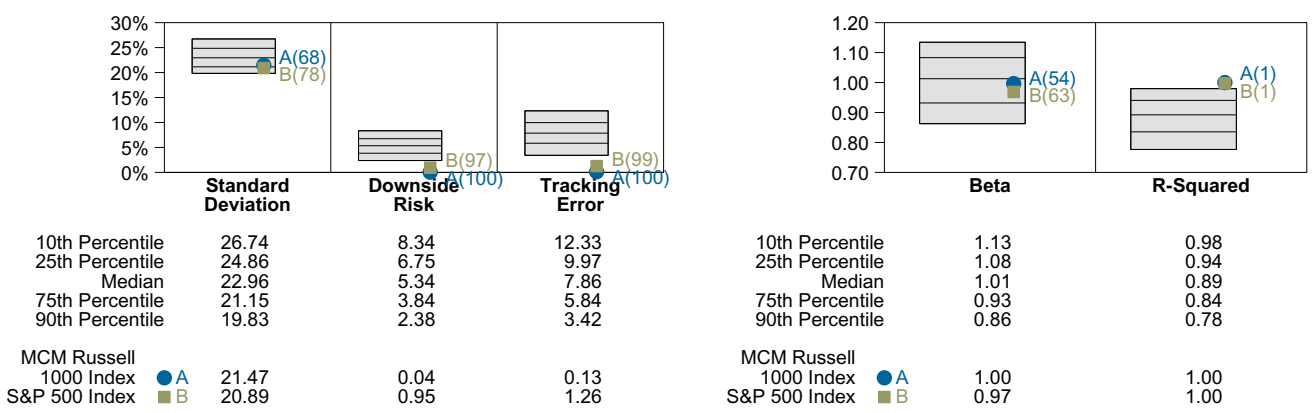 30%
25%
20%
15%
10%
5%
0%
A(68)
B(78)
B(97)
A(100)
B(99)
A(100)
Standard Deviation
Downside Risk
Tracking Error
10th Percentile 26.74 8.34 12.33
25th Percentile 24.86 6.75 9.97
Median 22.96 5.34 7.86
75th Percentile 21.15 3.84 5.84
90th Percentile 19.83 2.38 3.42
MCM Russell
1000 Index A 21.47 0.04 0.13
S&P 500 Index B 20.89 0.95 1.26
1.20
1.10
1.00
0.90
0.80
0.70
A(54)
B(63)
A(1)
B(1)
Beta
R-Squared
10th Percentile 1.13 0.98
25th Percentile 1.08 0.94
Median 1.01 0.89
75th Percentile 0.93 0.84
90th Percentile 0.86 0.78
MCM Russell
1000 Index A 1.00 1.00
S&P 500 Index B 0.97 1.00